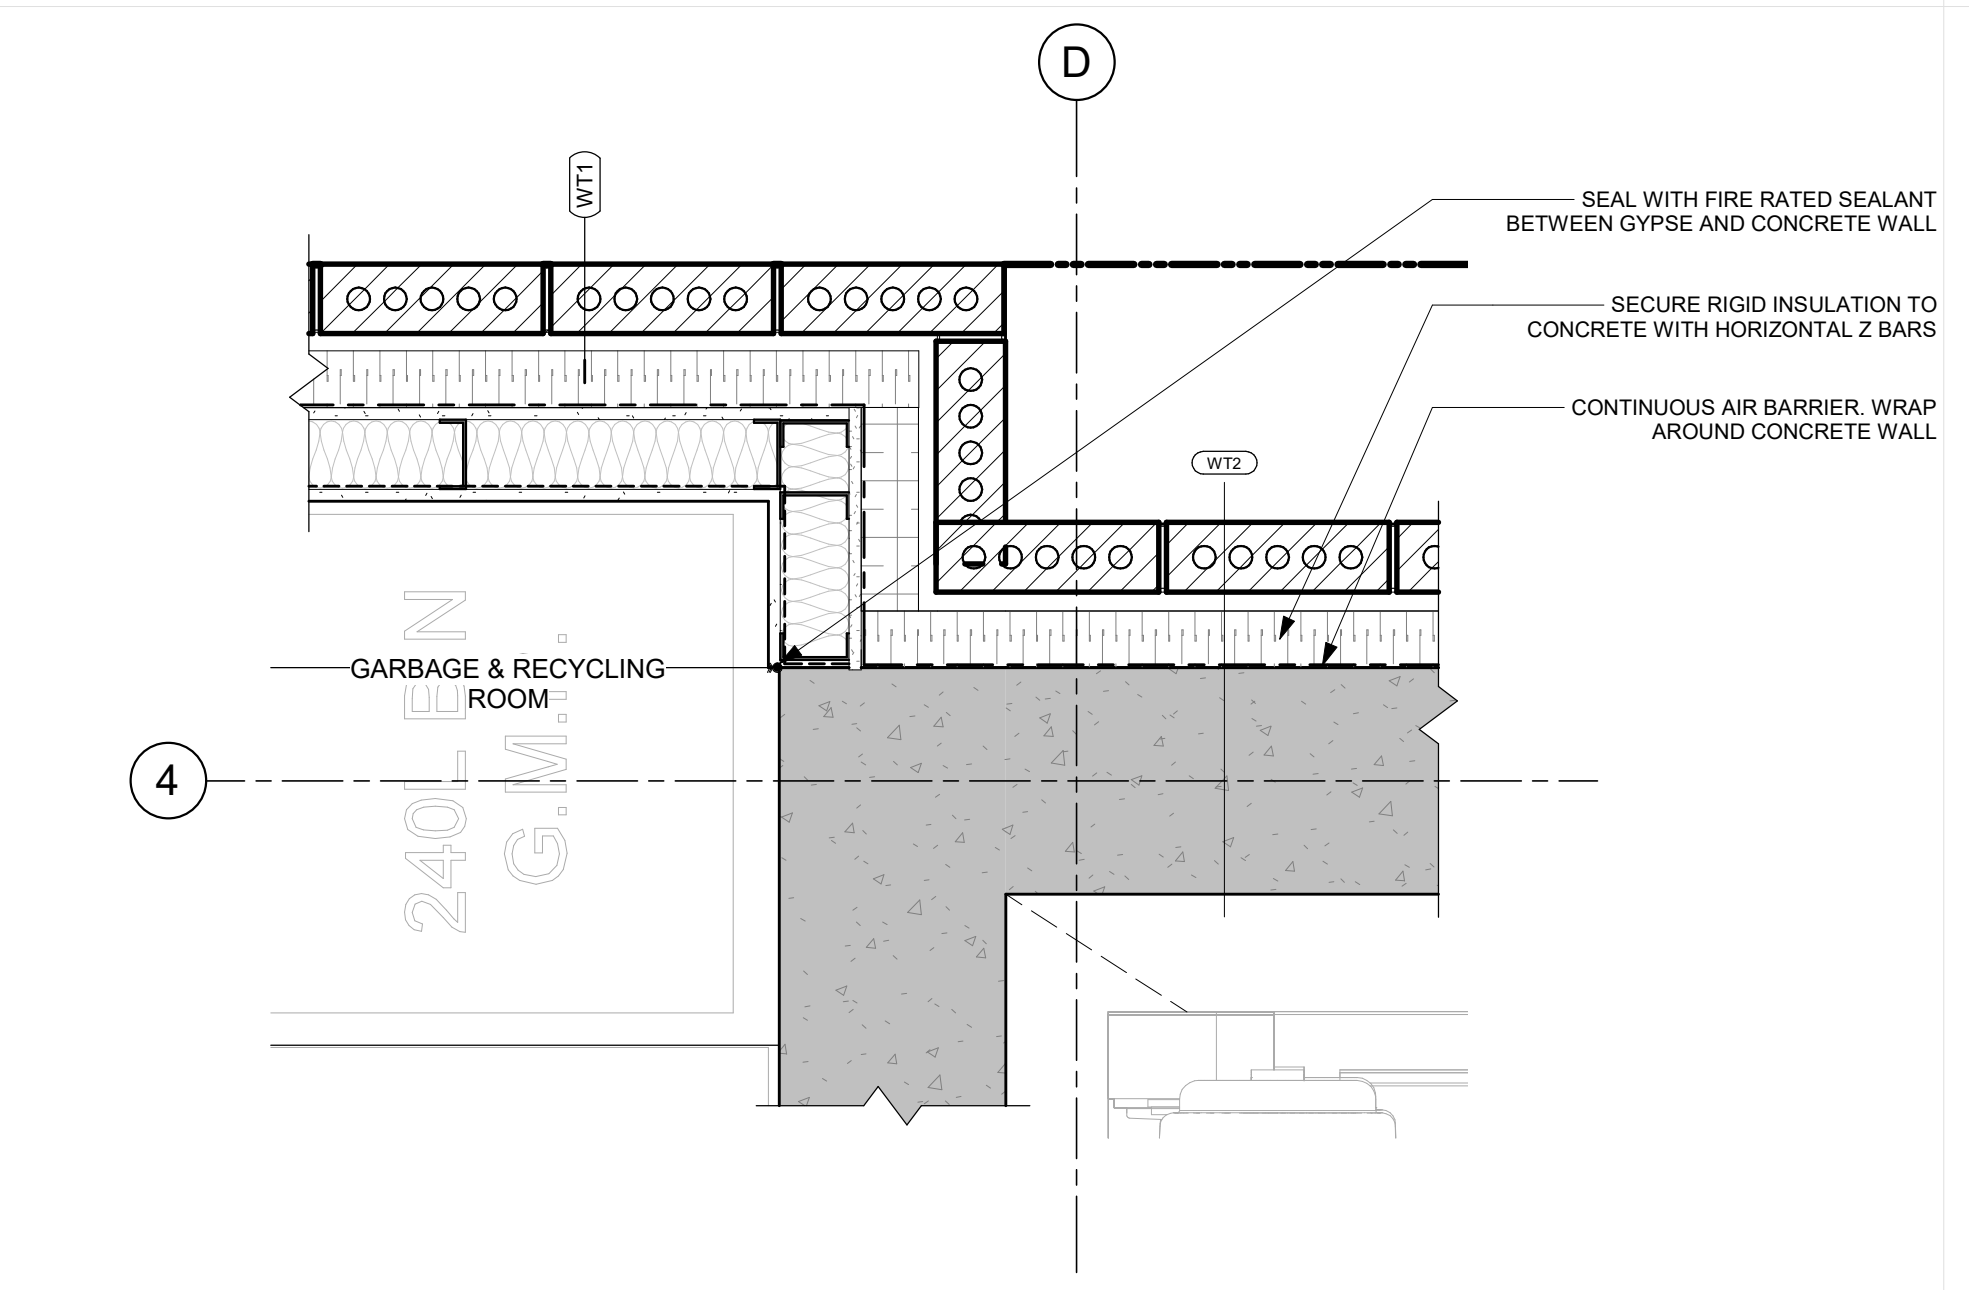 D
WT1
SEAL WITH FIRE RATED SEALANT
BETWEEN GYPSE AND CONCRETE WALL
SECURE RIGID INSULATION TO
CONCRETE WITH HORIZONTAL Z BARS
CONTINUOUS AIR BARRIER. WRAP
AROUND CONCRETE WALL
WT2
GARBAGE & RECYCLING
ROOM
240L
G.M.
4